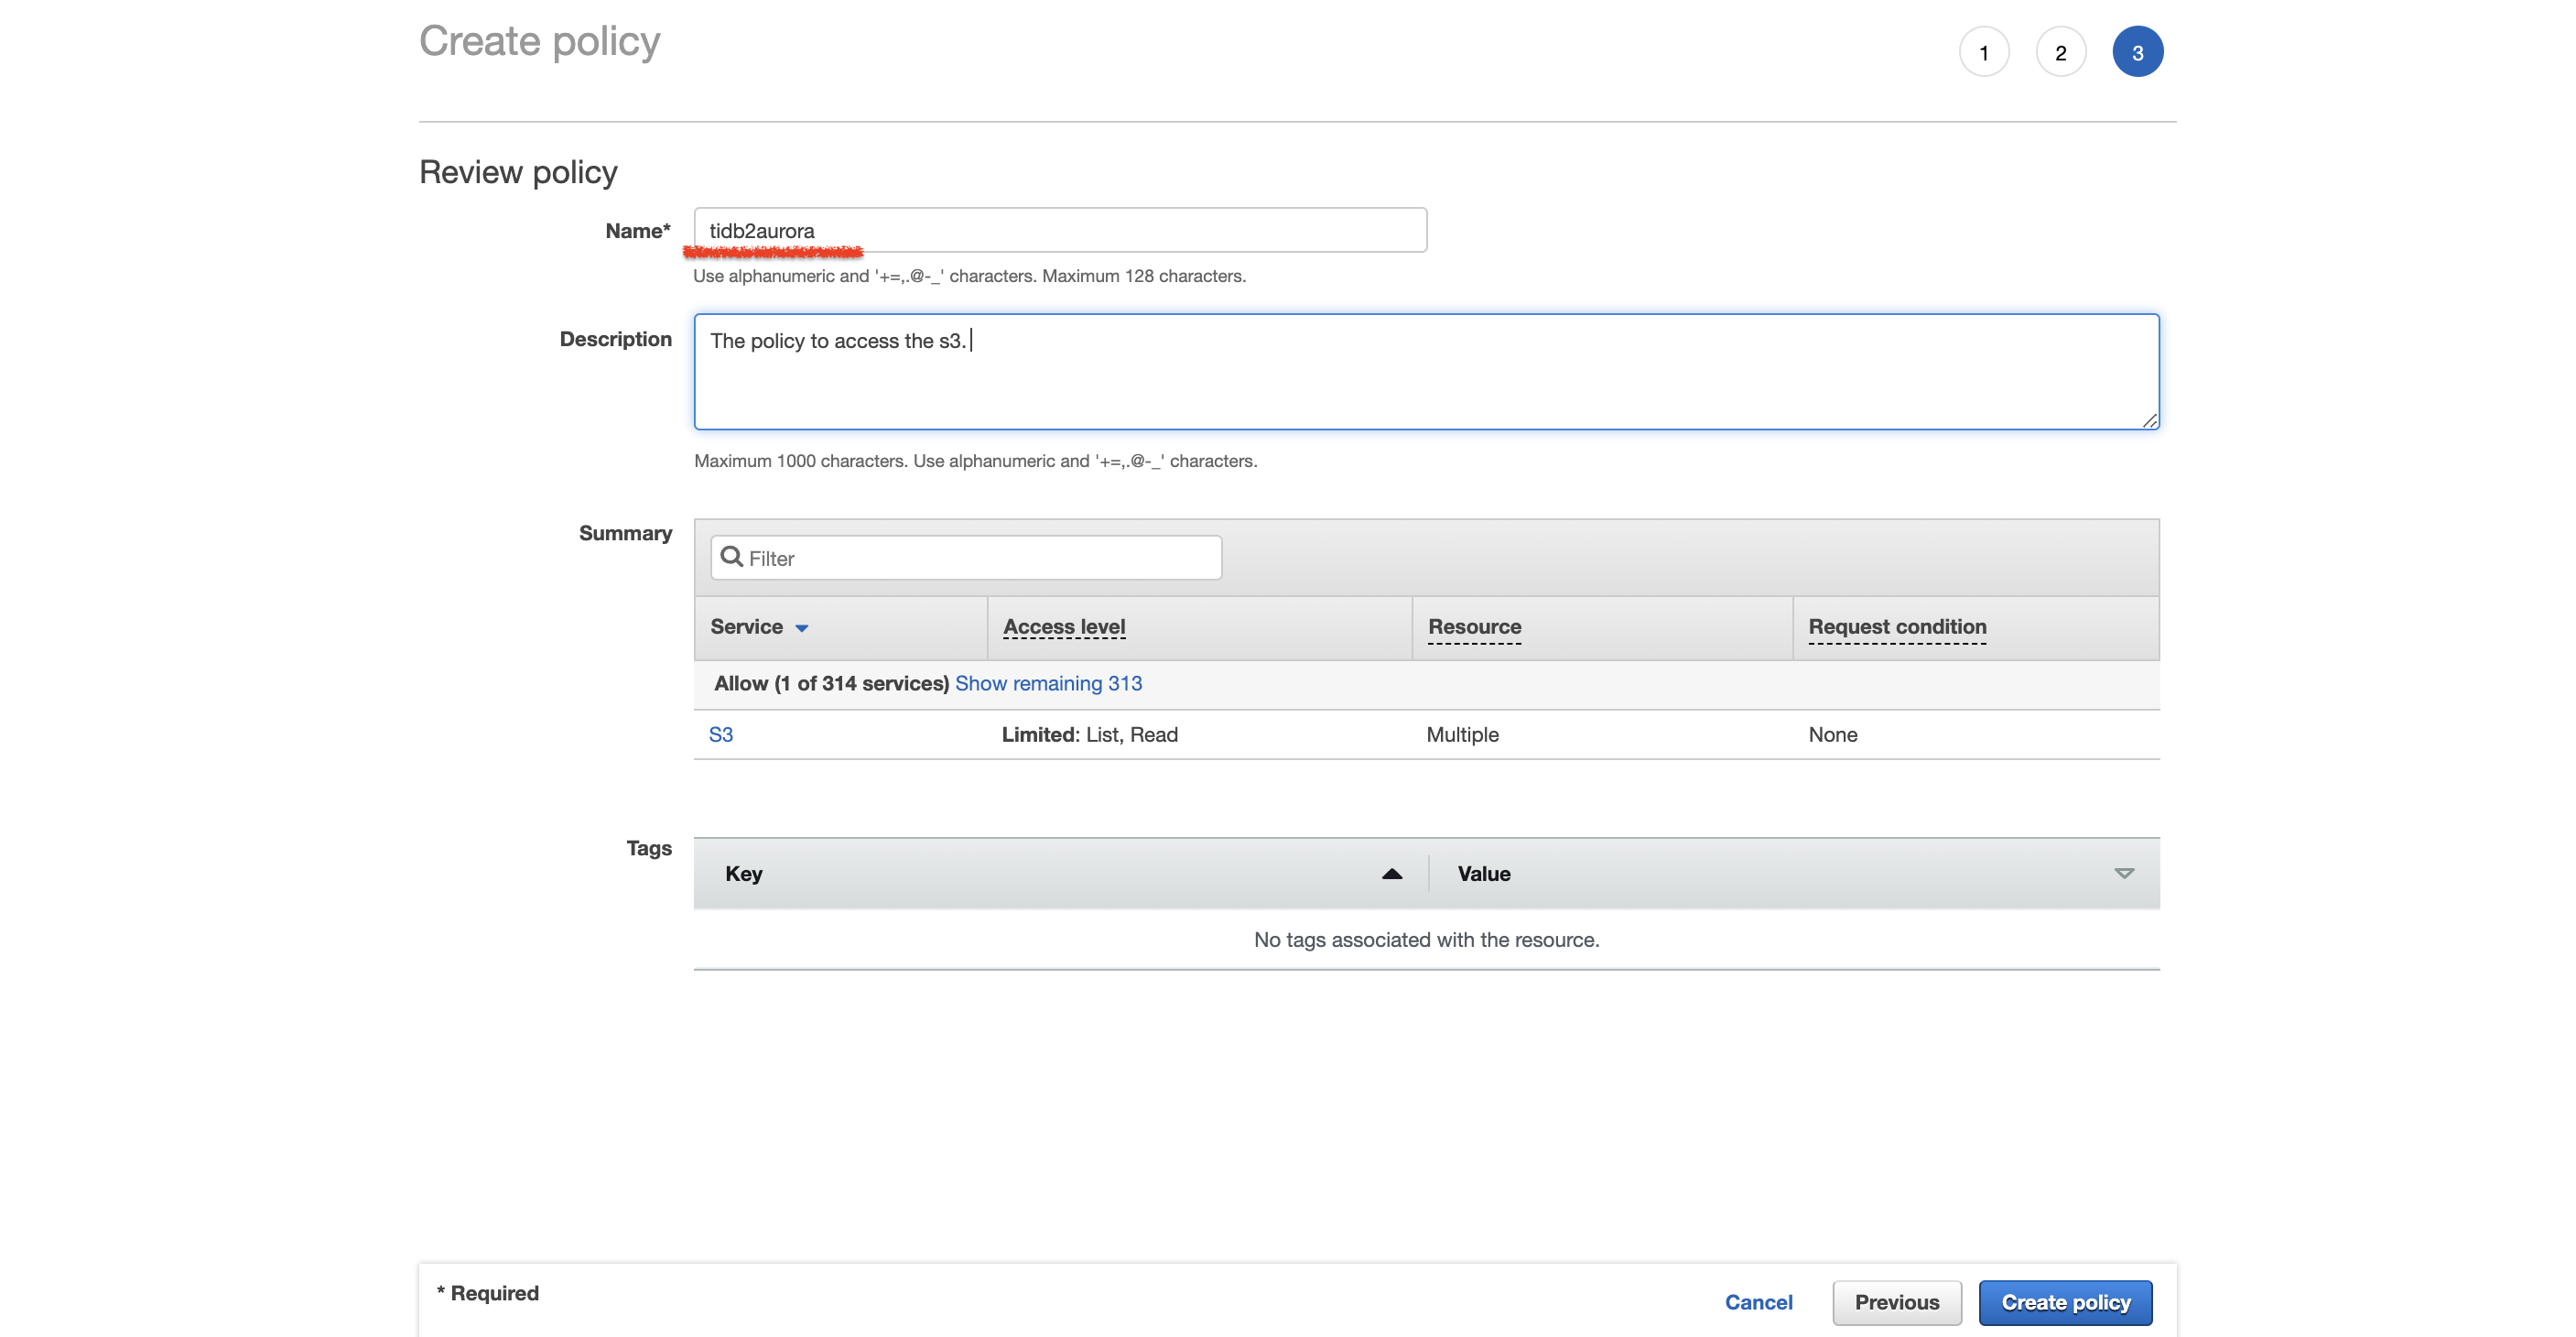 Create policy
1 2 3
Review policy
Name* tidb2aurora
Use alphanumeric and '+=,.@-_' characters. Maximum 128 characters.
Description The policy to access the s3.
Maximum 1000 characters. Use alphanumeric and '+=,.@-_' characters.
Summary Filter
Service Access level Resource Request condition
Allow (1 of 314 services) Show remaining 313
S3 Limited: List, Read Multiple None
Tags Key Value
No tags associated with the resource.
* Required Cancel Previous Create policy